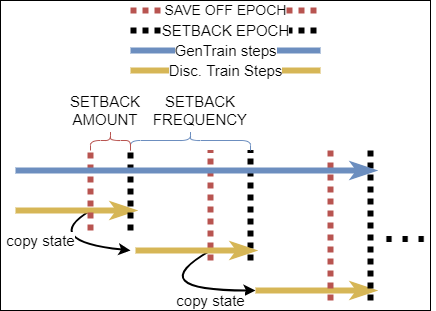 SAVE OFF EPOCH
SETBACK EPOCH
GenTrain steps
Disc. Train Steps
SETBACK AMOUNT
SETBACK FREQUENCY
copy state
copy state